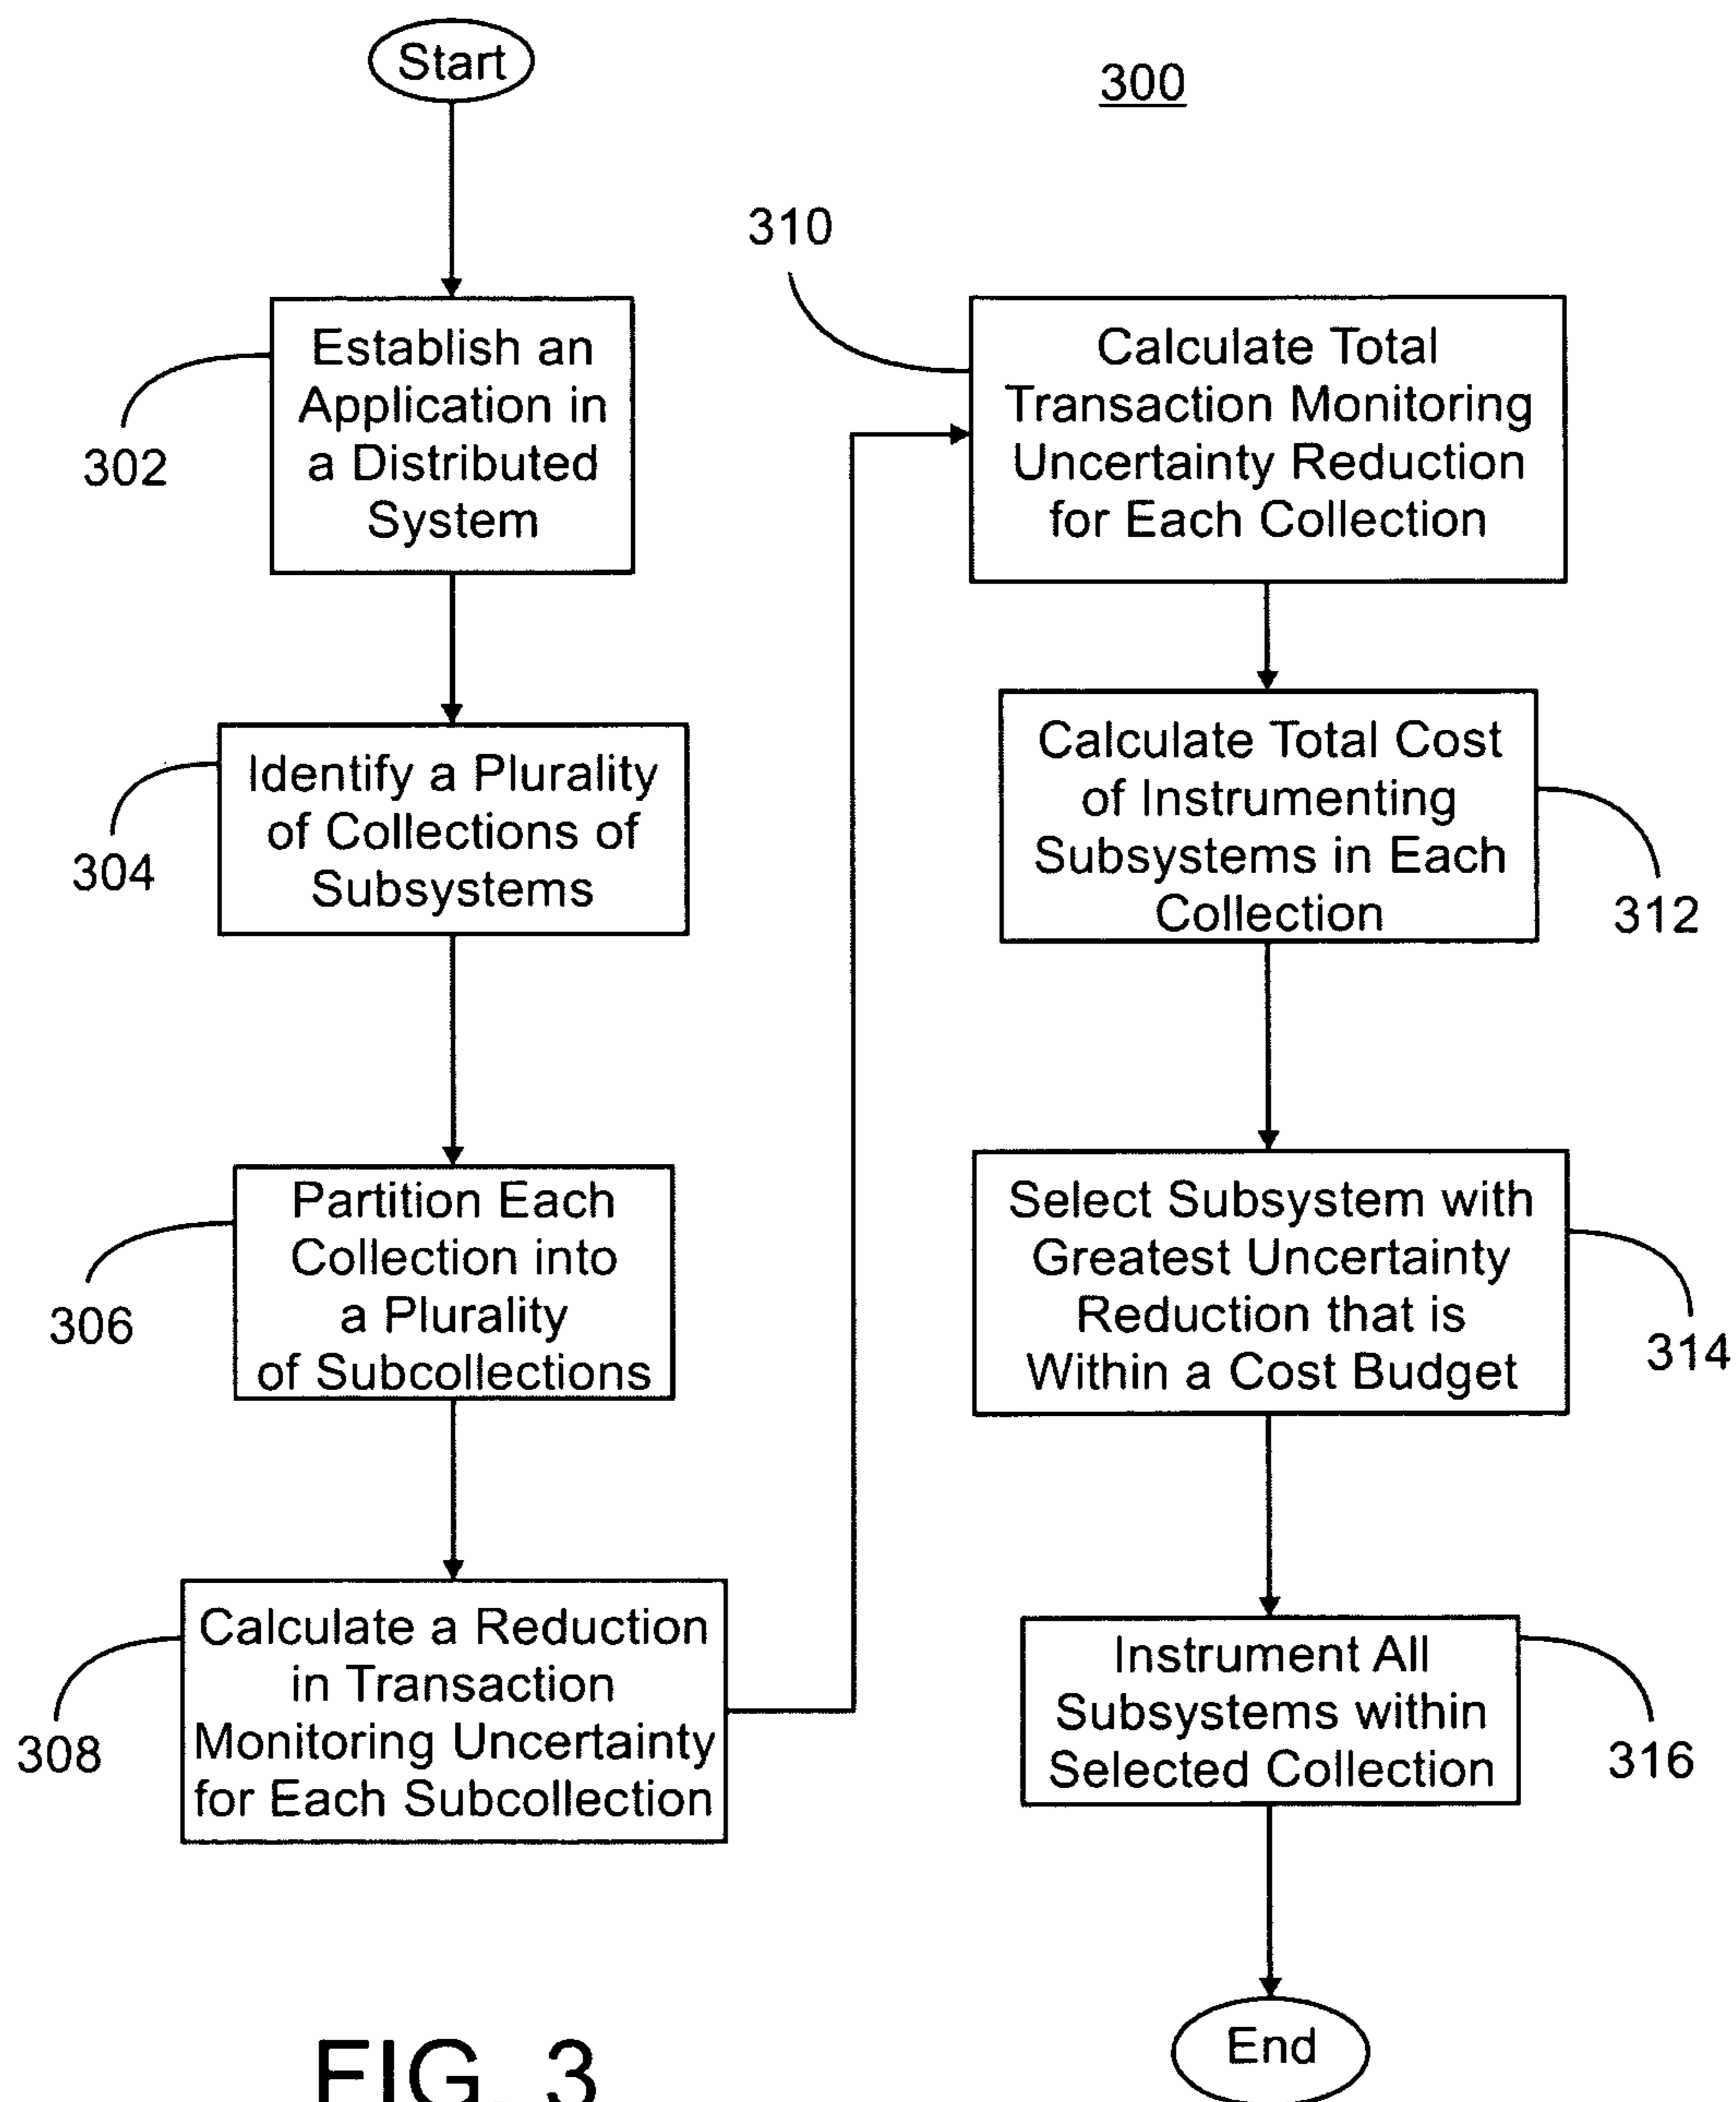 Start
300
302
Establish an
Application in
a Distributed
System
304
Identify a Plurality
of Collections of
Subsystems
306
Partition Each
Collection into
a Plurality
of Subcollections
308
Calculate a Reduction
in Transaction
Monitoring Uncertainty
for Each Subcollection
310
Calculate Total
Transaction Monitoring
Uncertainty Reduction
for Each Collection
Calculate Total Cost
of Instrumenting
Subsystems in Each
Collection
312
Select Subsystem with
Greatest Uncertainty
Reduction that is
Within a Cost Budget
314
Instrument All
Subsystems within
Selected Collection
316
End
FIG. 3